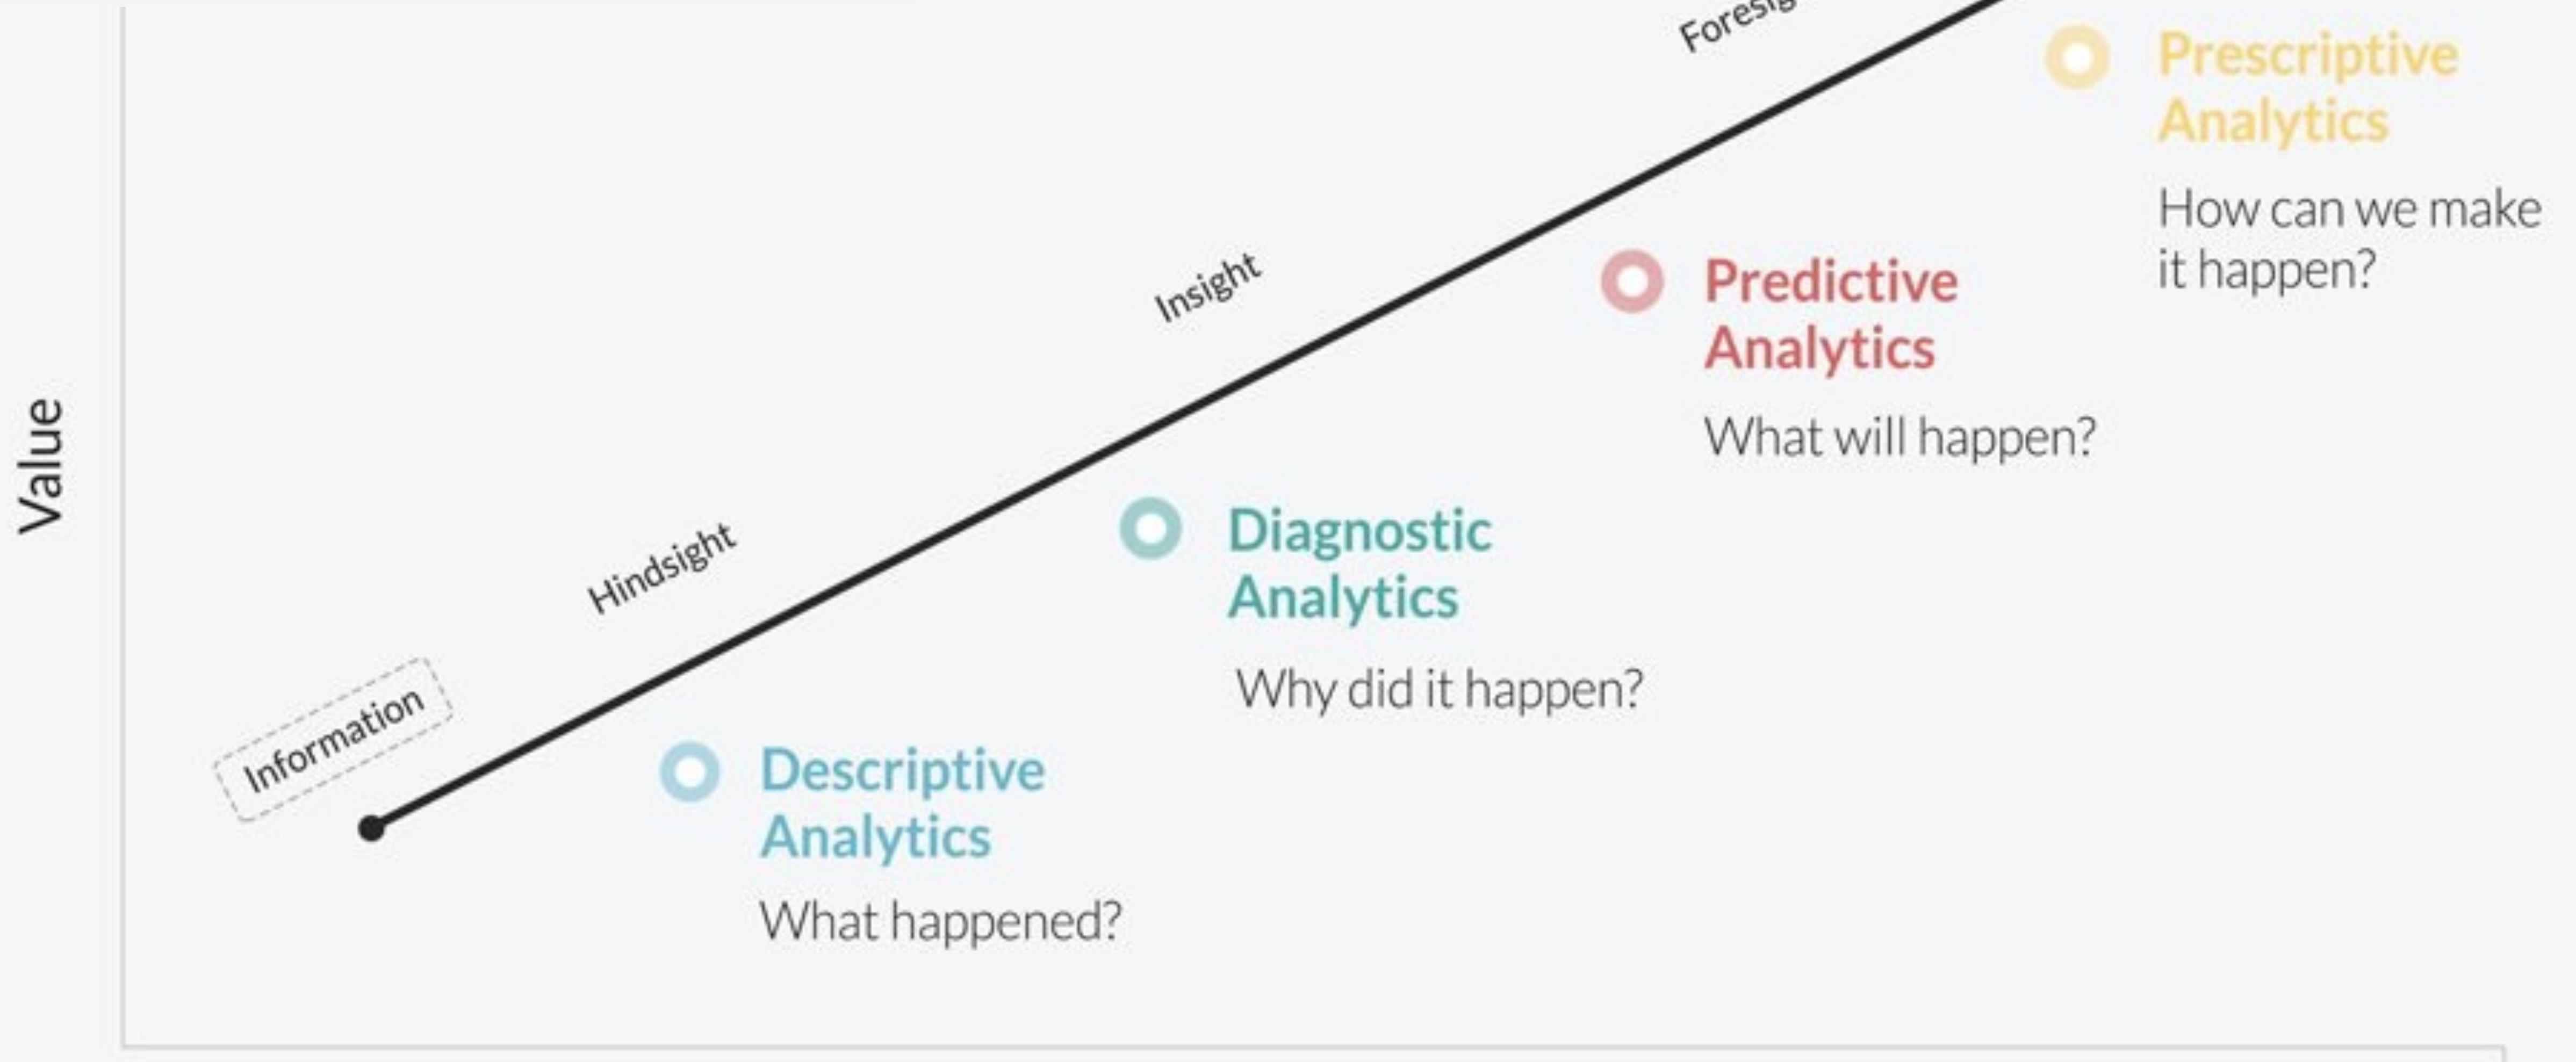 Prescriptive
Analytics
How can we make
it happen?
Predictive
Analytics
What will happen?
Insight
Diagnostic
Analytics
Why did it happen?
Hindsight
Value
Information
Descriptive
Analytics
What happened?